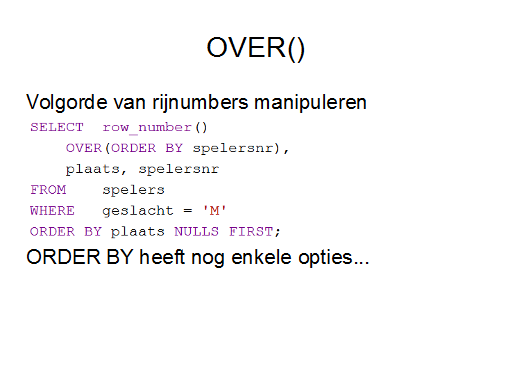 OVER()
Volgorde van rijnumbers manipuleren
SELECT row_number()
OVER(ORDER BY spelersnr),
plaats, spelersnr
FROM spelers
WHERE geslacht = 'M'
ORDER BY plaats NULLS FIRST;
ORDER BY heeft nog enkele opties...